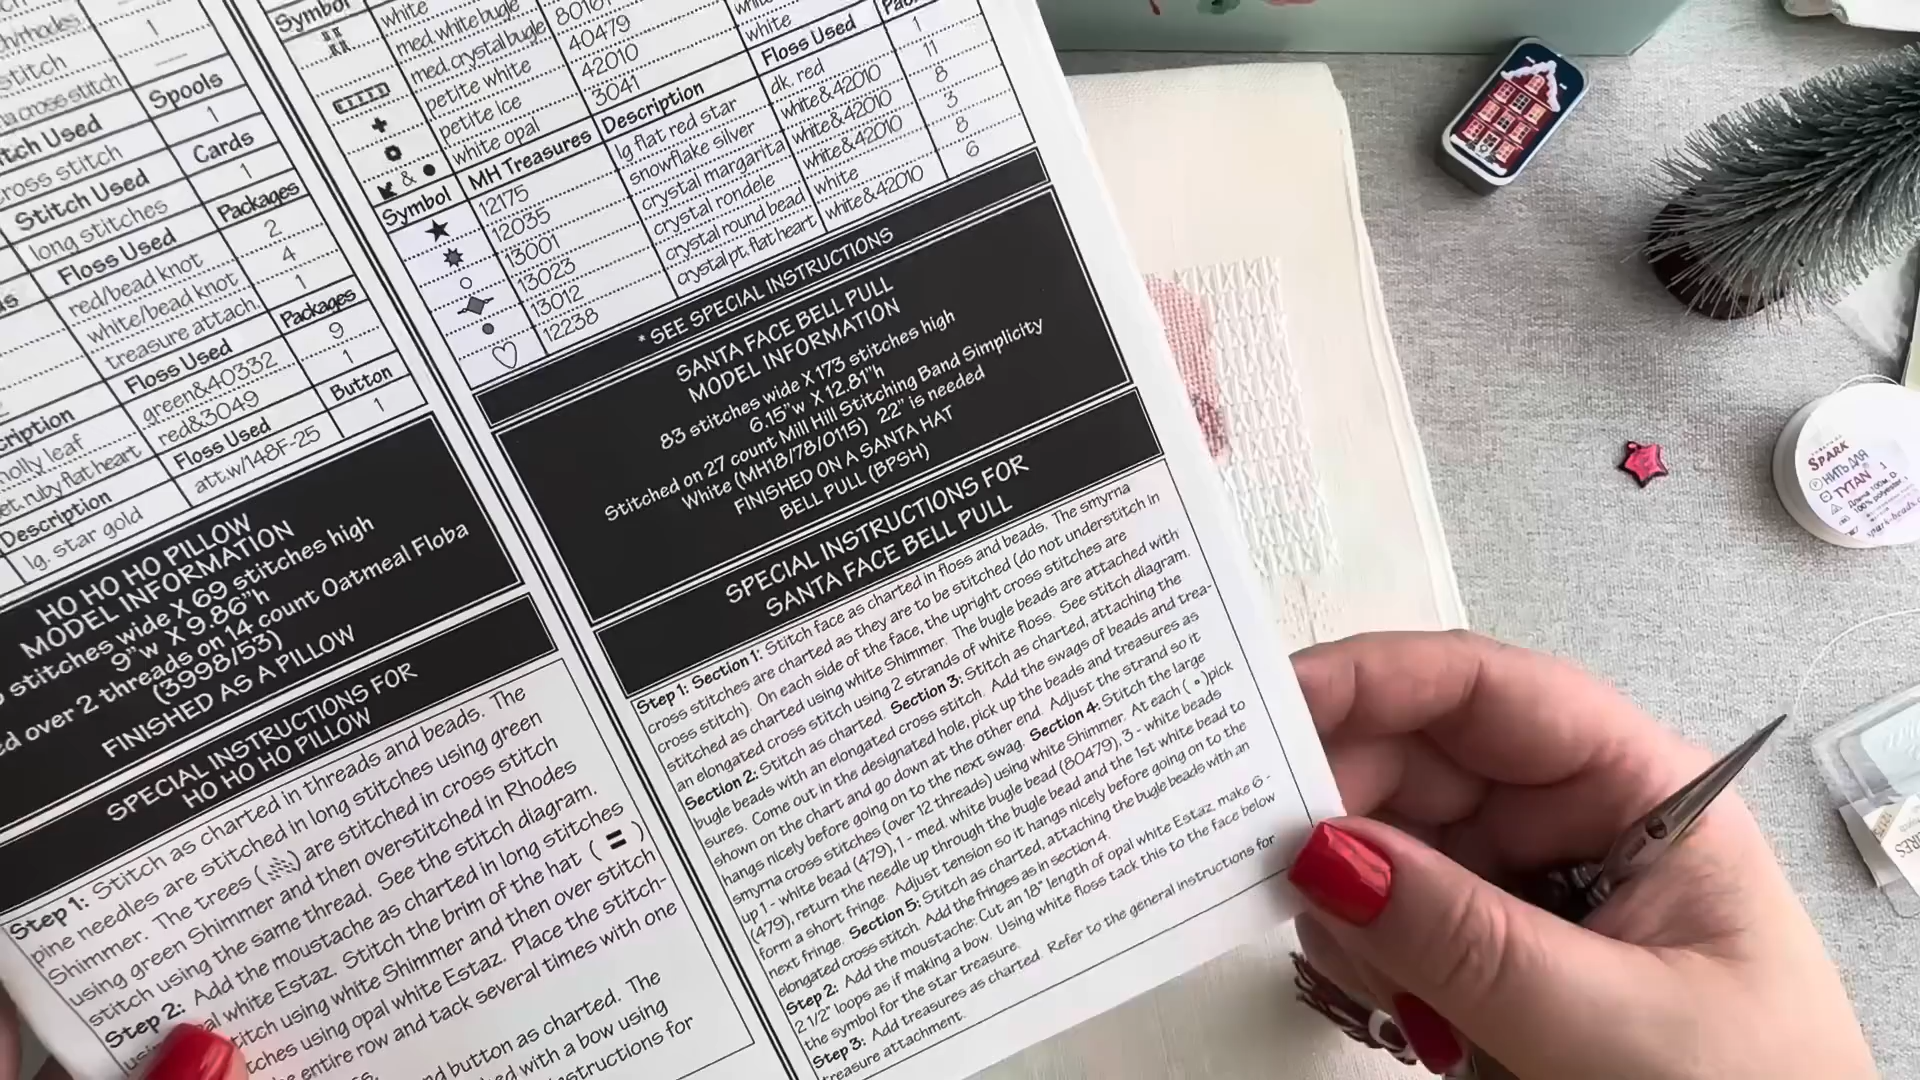 ch/rhodes 1
stitch
cross stitch
Stitch Used Spools
cross stitch 1
Stitch Used Cards
long stitches 1
Floss Used Packages
red/bead knot 2
white/bead knot 4
treasure attach. 1
Floss Used Packages
green&40332 9
holly leaf red&3049 1
pet. ruby flat heart Floss Used Button
Description att.w/148F-25 1
lg. star gold
HO HO HO PILLOW
MODEL INFORMATION
stitches wide X 69 stitches high
9"w X 9.86"h
over 2 threads on 14 count Oatmeal Floba
(3998/53)
FINISHED AS A PILLOW
SPECIAL INSTRUCTIONS FOR
HO HO HO PILLOW
Step 1: Stitch as charted in threads and beads. The
pine needles are stitched in long stitches using green
Shimmer. The trees ( ) are stitched in cross stitch
using green Shimmer and then overstitched in Rhodes
stitch using the same thread. See the stitch diagram.
Step 2: Add the moustache as charted in long stitches
white Estaz. Stitch the brim of the hat ( )
stitch using white Shimmer and then over stitch
using opal white Estaz. Place the stitch-
entire row and tack several times with one
button as charted. The
with a bow using
instructions for
Symbol white
med. white bugle
med. crystal bugle 40479 white
petite white 42010
petite ice 3041
& white opal
Symbol MH Treasures Description Floss Used
★ 12175 lg flat red star dk. red 1
12035 snowflake silver white&42010 11
13001 crystal margarita white&42010 8
13023 crystal rondele white&42010 3
13012 crystal round bead white 8
♡ 12238 crystal pt. flat heart white&42010 6
* SEE SPECIAL INSTRUCTIONS
SANTA FACE BELL PULL
MODEL INFORMATION
83 stitches wide X 173 stitches high
6.15"w X 12.81"h
Stitched on 27 count Mill Hill Stitching Band Simplicity
White (MH18/78/0115) 22" is needed
FINISHED ON A SANTA HAT
BELL PULL (BPSH)
SPECIAL INSTRUCTIONS FOR
SANTA FACE BELL PULL
Step 1: Section 1: Stitch face as charted in floss and beads. The smyrna
cross stitches are charted as they are to be stitched (do not understitch in
cross stitch). On each side of the face, the upright cross stitches are
stitched as charted using white Shimmer. The bugle beads are attached with
an elongated cross stitch using 2 strands of white floss. See stitch diagram.
Section 2: Stitch as charted. Section 3: Stitch as charted, attaching the
bugle beads with an elongated cross stitch. Add the swags of beads and trea-
sures. Come out in the designated hole, pick up the beads and treasures as
shown on the chart and go down at the other end. Adjust the strand so it
hangs nicely before going on to the next swag. Section 4: Stitch the large
smyrna cross stitches (over 12 threads) using white Shimmer. At each ( • ) pick
up 1 - white bead (479), 1 - med. white bugle bead (80479), 3 - white beads
(479), return the needle up through the bugle bead and the 1st white bead to
form a short fringe. Adjust tension so it hangs nicely before going on to the
next fringe. Section 5: Stitch as charted, attaching the bugle beads with an
elongated cross stitch. Add the fringes as in section 4.
Step 2: Add the moustache: Cut an 18" length of opal white Estaz, make 6 -
2 1/2" loops as if making a bow. Using white floss tack this to the face below
the symbol for the star treasure.
Step 3: Add treasures as charted. Refer to the general instructions for
treasure attachment.
SPARK
НИТЬ ДЛЯ
TYTAN